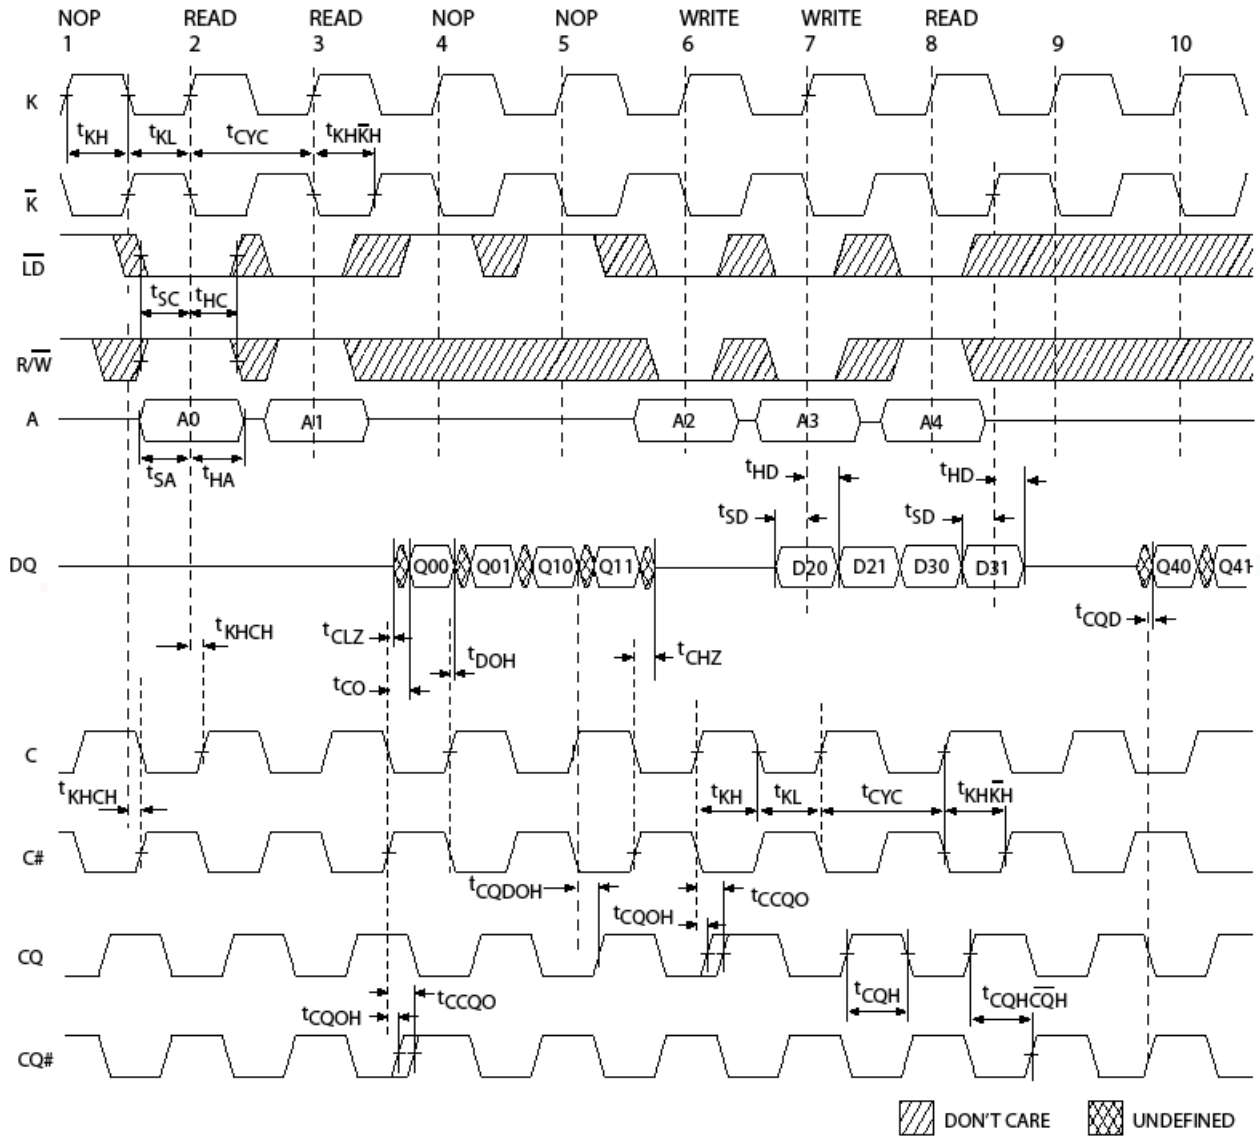 NOP READ READ NOP NOP WRITE WRITE READ
1 2 3 4 5 6 7 8 9 10
K
tKH tKL tCYC tKHK̅H
K̅
L̅D̅
tSC tHC
R/W̅
A A0 A1 A2 A3 A4
tSA tHA tHD tHD
tSD tSD
DQ Q00 Q01 Q10 Q11 D20 D21 D30 D31 Q40 Q41
tKHCH tCLZ tDOH tCHZ tCQD
tCO
C
tKHCH tKH tKL tCYC tKHK̅H
C#
tCQDOH tCQOH tCCQO
CQ
tCQOH tCCQO tCQH tCQHC̅Q̅H
CQ#
DON'T CARE UNDEFINED